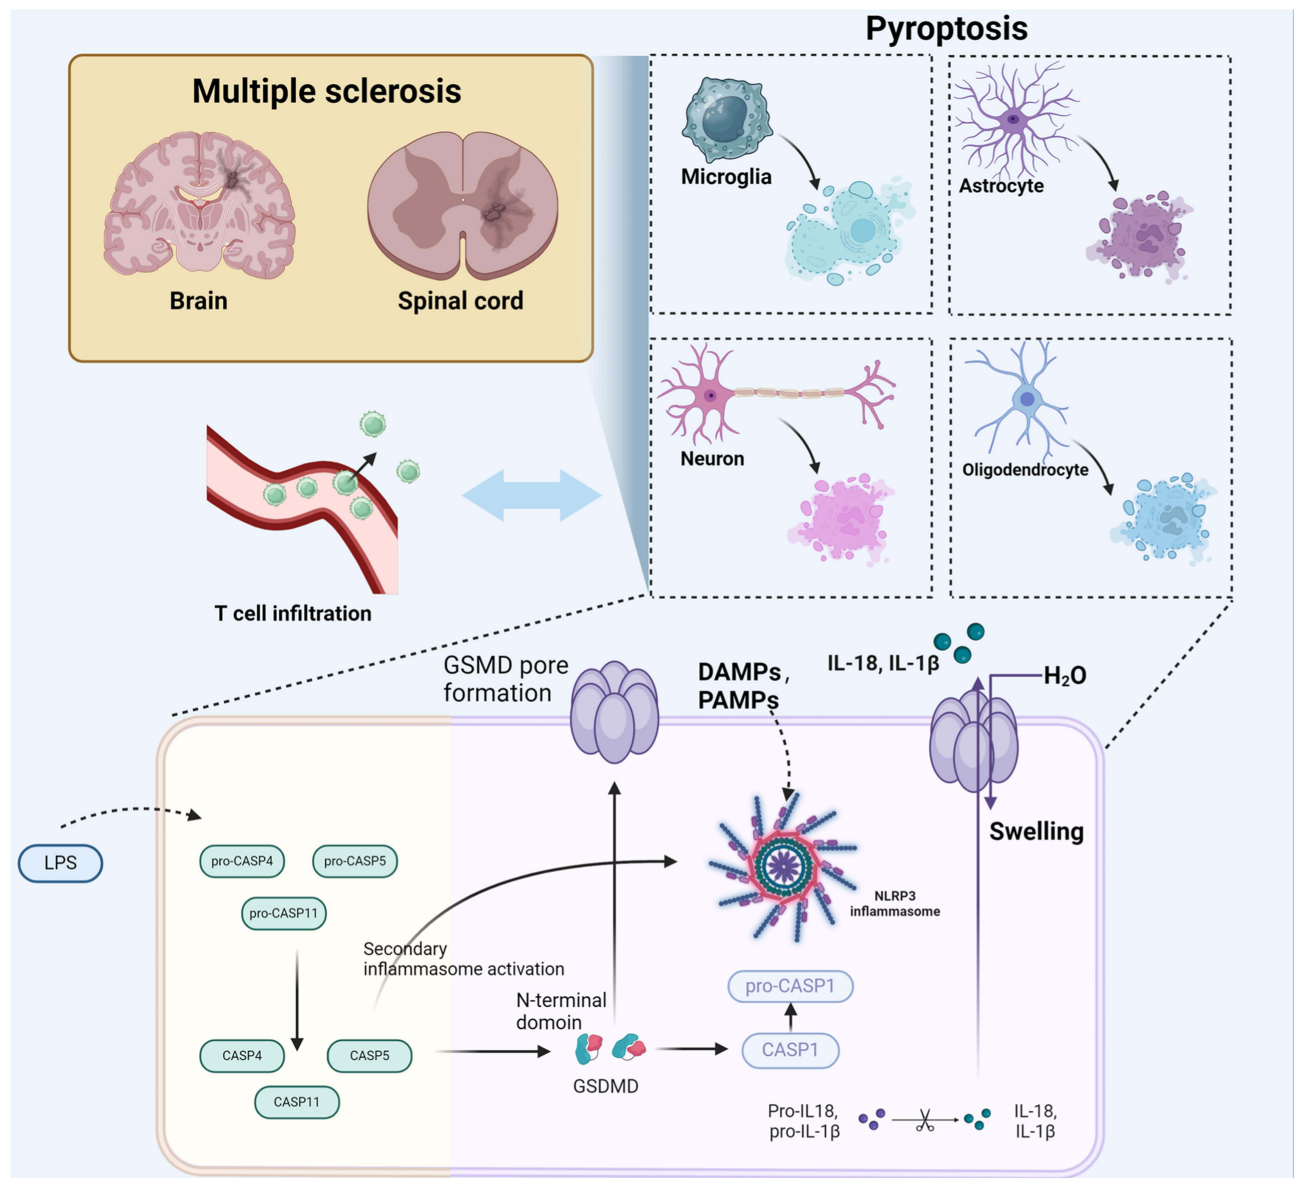 Pyroptosis
Multiple sclerosis
Brain
Spinal cord
Microglia
Astrocyte
Neuron
Oligodendrocyte
T cell infiltration
GSMD pore
formation
DAMPs,
PAMPs
IL-18, IL-1β
H₂O
Swelling
LPS
pro-CASP4
pro-CASP5
pro-CASP11
NLRP3
inflammasome
Secondary
inflammasome activation
N-terminal
domoin
pro-CASP1
CASP4
CASP5
CASP11
GSDMD
CASP1
Pro-IL18,
pro-IL-1β
IL-18,
IL-1β